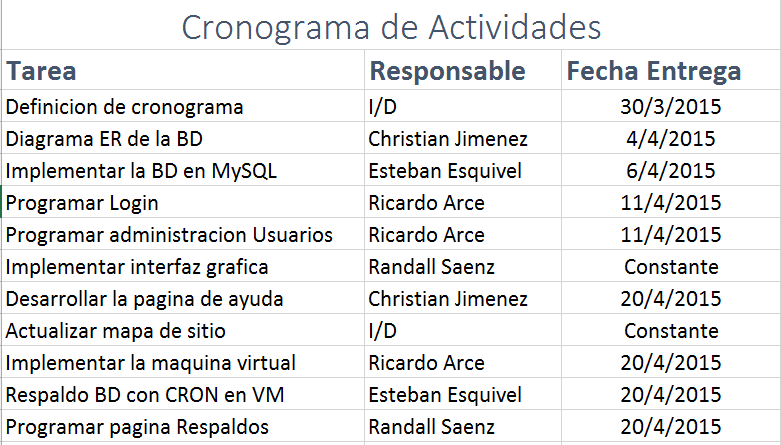 Cronograma de Actividades
Tarea Responsable Fecha Entrega
Definicion de cronograma I/D 30/3/2015
Diagrama ER de la BD Christian Jimenez 4/4/2015
Implementar la BD en MySQL Esteban Esquivel 6/4/2015
Programar Login Ricardo Arce 11/4/2015
Programar administracion Usuarios Ricardo Arce 11/4/2015
Implementar interfaz grafica Randall Saenz Constante
Desarrollar la pagina de ayuda Christian Jimenez 20/4/2015
Actualizar mapa de sitio I/D Constante
Implementar la maquina virtual Ricardo Arce 20/4/2015
Respaldo BD con CRON en VM Esteban Esquivel 20/4/2015
Programar pagina Respaldos Randall Saenz 20/4/2015